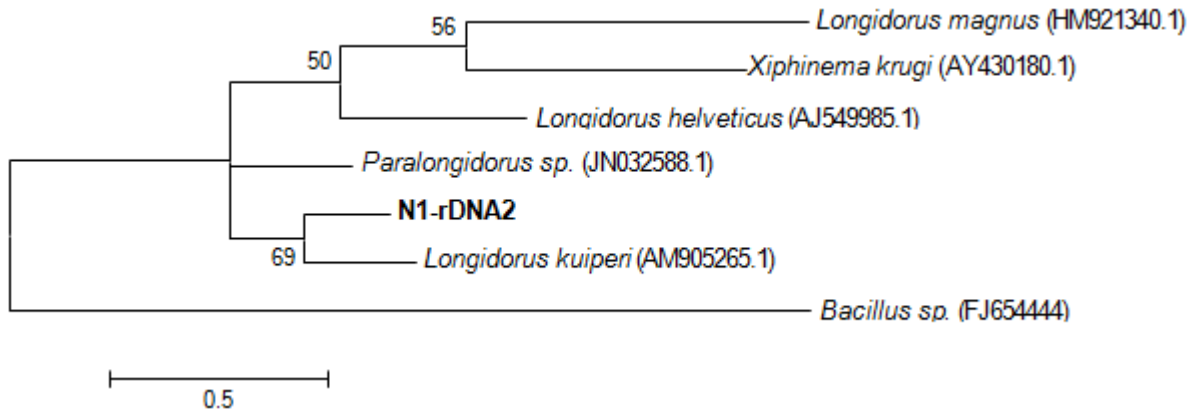 56
Longidorus magnus (HM921340.1)
50
Xiphinema krugi (AY430180.1)
Longidorus helveticus (AJ549985.1)
Paralongidorus sp. (JN032588.1)
N1-rDNA2
69
Longidorus kuiperi (AM905265.1)
Bacillus sp. (FJ654444)
0.5